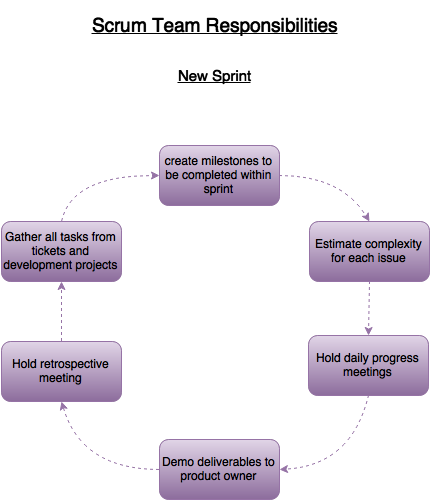 Scrum Team Responsibilities
New Sprint
create milestones to
be completed within
sprint
Estimate complexity
for each issue
Hold daily progress
meetings
Demo deliverables to
product owner
Hold retrospective
meeting
Gather all tasks from
tickets and
development projects